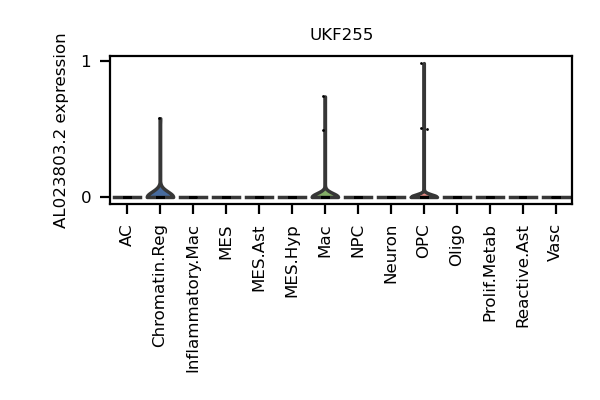 UKF255
AL023803.2 expression
1
0
AC
Chromatin.Reg
Inflammatory.Mac
MES
MES.Ast
MES.Hyp
Mac
NPC
Neuron
OPC
Oligo
Prolif.Metab
Reactive.Ast
Vasc